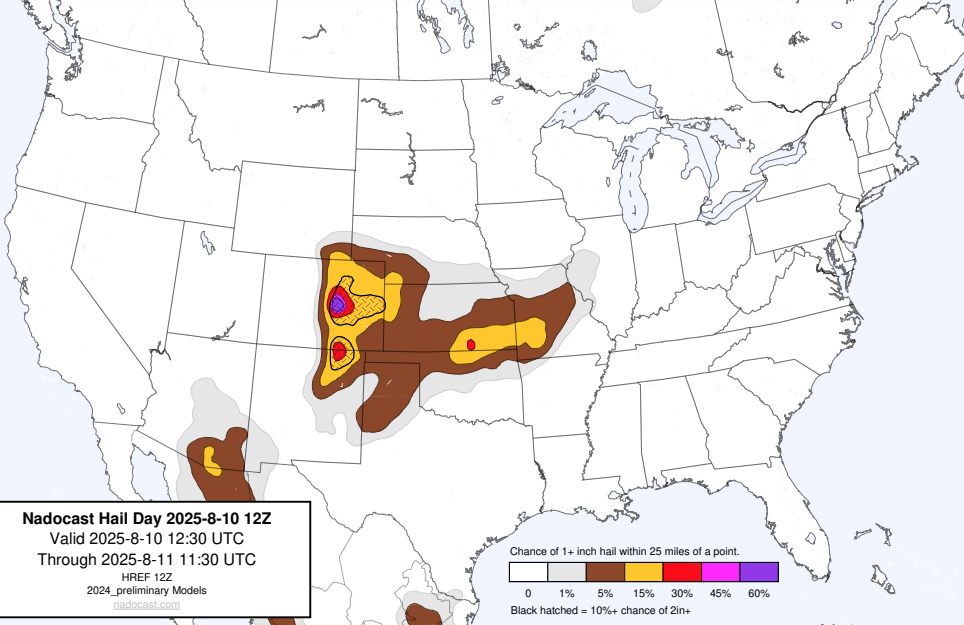 Nadocast Hail Day 2025-8-10 12Z
Valid 2025-8-10 12:30 UTC
Through 2025-8-11 11:30 UTC
HREF 12Z
2024_preliminary Models
nadocast.com
Chance of 1+ inch hail within 25 miles of a point.
0 1% 5% 15% 30% 45% 60%
Black hatched = 10%+ chance of 2in+